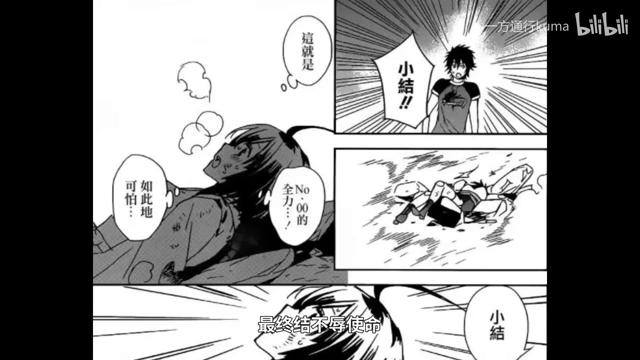 一方通行kuma bilibili
小結!!
這就是
No.00的
全力…!
如此地
可怕…
小結
最终结不辱使命